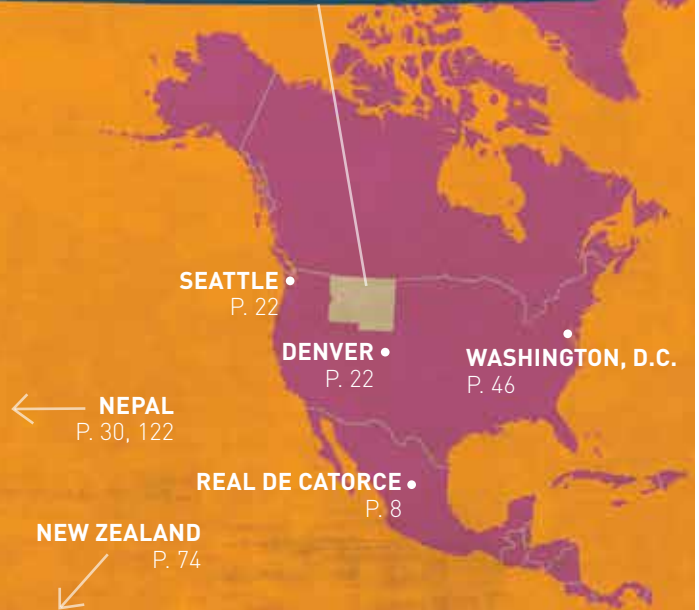 SEATTLE
P. 22
DENVER
P. 22
WASHINGTON, D.C.
P. 46
NEPAL
P. 30, 122
REAL DE CATORCE
P. 8
NEW ZEALAND
P. 74